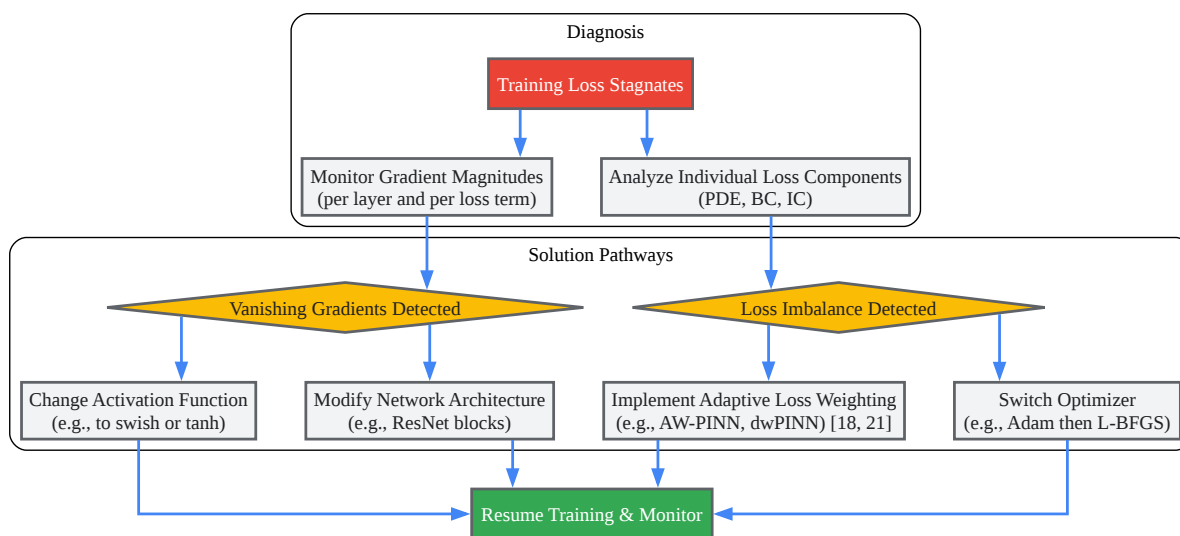 Diagnosis
Training Loss Stagnates
Monitor Gradient Magnitudes
(per layer and per loss term)
Analyze Individual Loss Components
(PDE, BC, IC)
Solution Pathways
Vanishing Gradients Detected
Loss Imbalance Detected
Change Activation Function
(e.g., to swish or tanh)
Modify Network Architecture
(e.g., ResNet blocks)
Implement Adaptive Loss Weighting
(e.g., AW-PINN, dwPINN) [18, 21]
Switch Optimizer
(e.g., Adam then L-BFGS)
Resume Training & Monitor